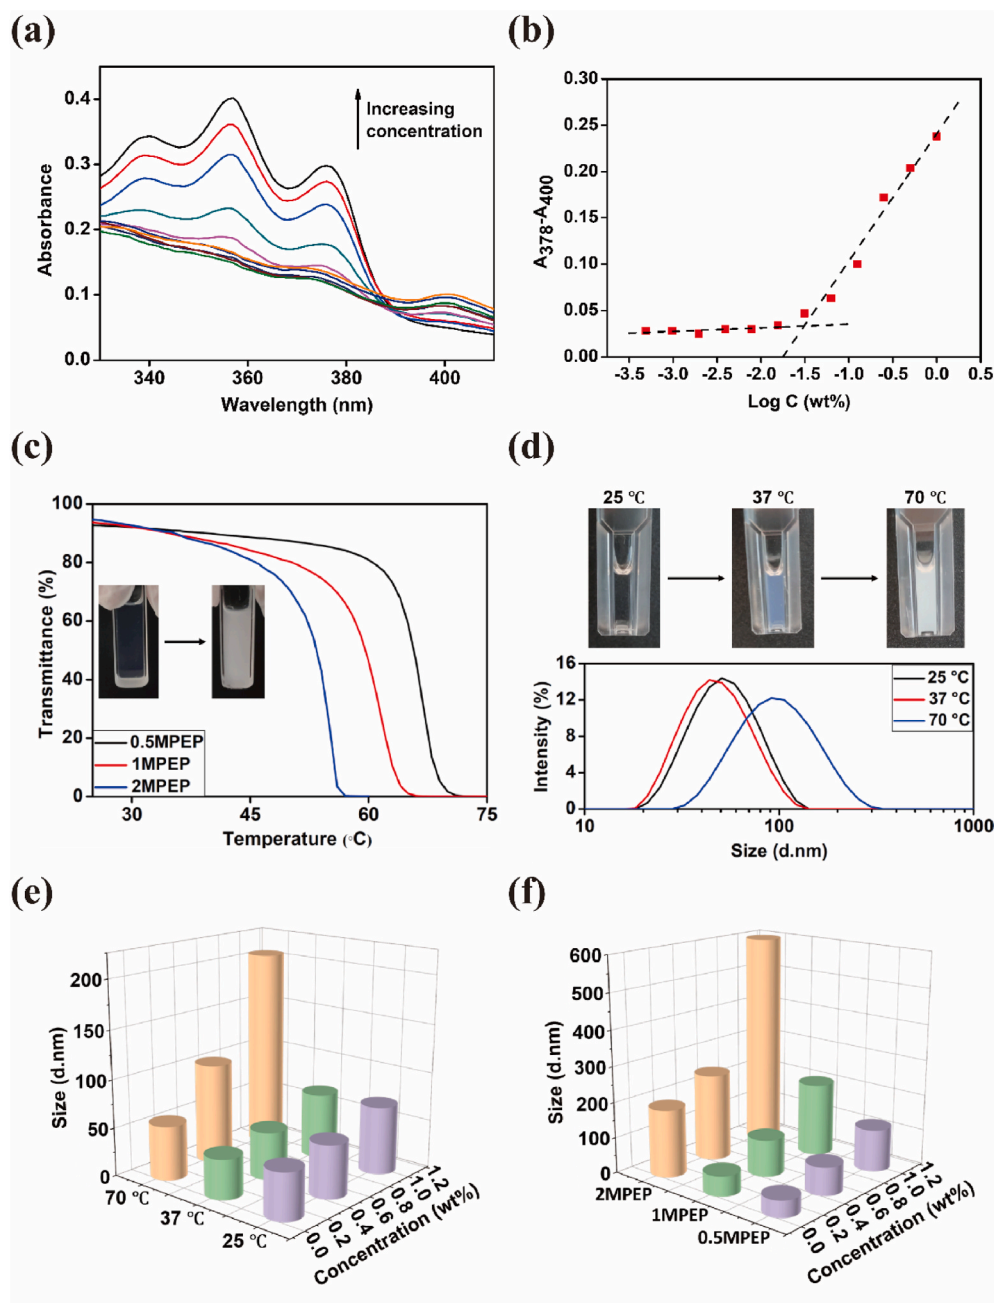 (a)
0.4
0.3
0.2
0.1
0.0
Absorbance
Increasing
concentration
340
360
380
400
Wavelength (nm)
(b)
0.30
0.25
0.20
0.15
0.10
0.05
0.00
A378-A400
-3.5
-3.0
-2.5
-2.0
-1.5
-1.0
-0.5
0.0
0.5
Log C (wt%)
(c)
100
80
60
40
20
0
Transmittance (%)
0.5MPEP
1MPEP
2MPEP
30
45
60
75
Temperature (°C)
(d)
25 °C
37 °C
70 °C
16
12
8
4
0
Intensity (%)
25 °C
37 °C
70 °C
10
100
1000
Size (d.nm)
(e)
200
150
100
50
0
Size (d.nm)
70 °C
37 °C
25 °C
0.0
0.2
0.4
0.6
0.8
1.0
1.2
Concentration (wt%)
(f)
600
500
400
300
200
100
0
Size (d.nm)
2MPEP
1MPEP
0.5MPEP
0.0
0.2
0.4
0.6
0.8
1.0
1.2
Concentration (wt%)